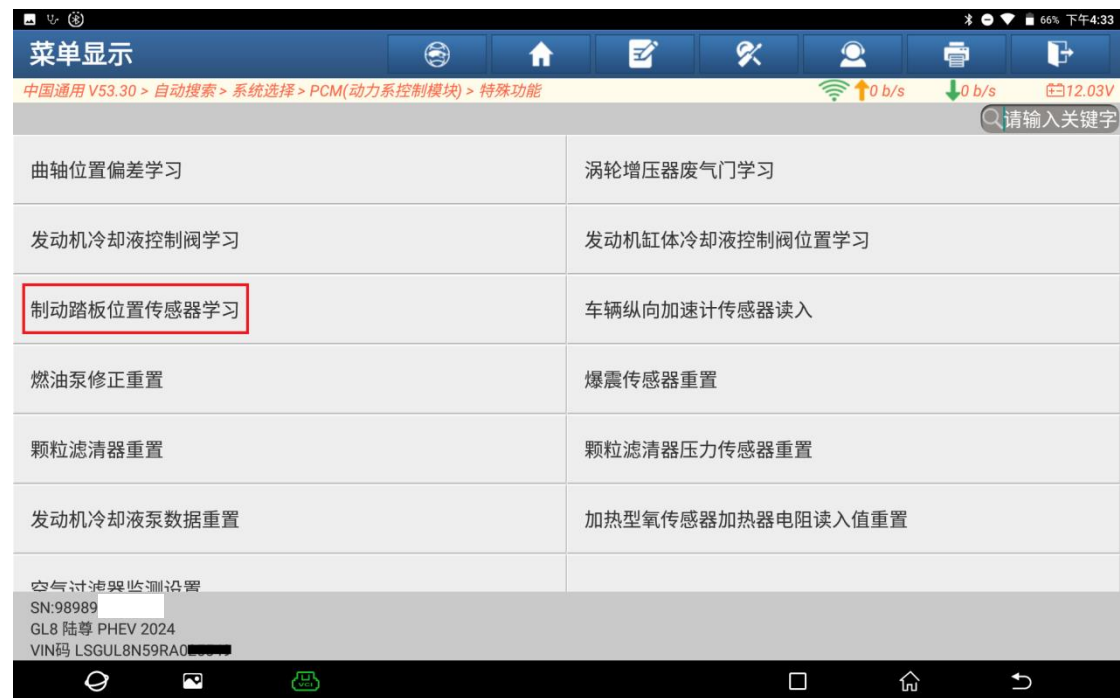 66% 下午4:33
菜单显示
中国通用 V53.30 > 自动搜索 > 系统选择 > PCM(动力系控制模块) > 特殊功能
0 b/s
0 b/s
12.03V
请输入关键字
曲轴位置偏差学习
涡轮增压器废气门学习
发动机冷却液控制阀学习
发动机缸体冷却液控制阀位置学习
制动踏板位置传感器学习
车辆纵向加速计传感器读入
燃油泵修正重置
爆震传感器重置
颗粒滤清器重置
颗粒滤清器压力传感器重置
发动机冷却液泵数据重置
加热型氧传感器加热器电阻读入值重置
空气过滤器监测设置
SN:98989
GL8 陆尊 PHEV 2024
VIN码 LSGUL8N59RA0
VCI